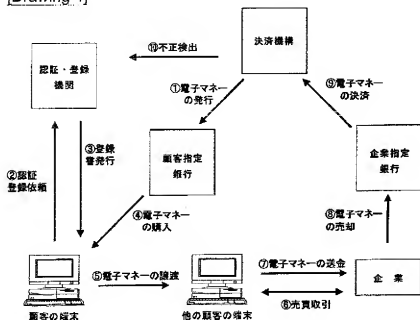 [Drawing 4]
⑩不正検出
決済機構
認証・登録
機関
①電子マネー
の発行
⑨電子マネー
の決済
③登録
書発行
顧客指定
銀行
企業指定
銀行
②認証
登録依頼
④電子マネー
の購入
⑧電子マネー
の売却
⑤電子マネーの譲渡
⑦電子マネーの送金
⑥売買取引
企業
顧客の端末
他の顧客の端末